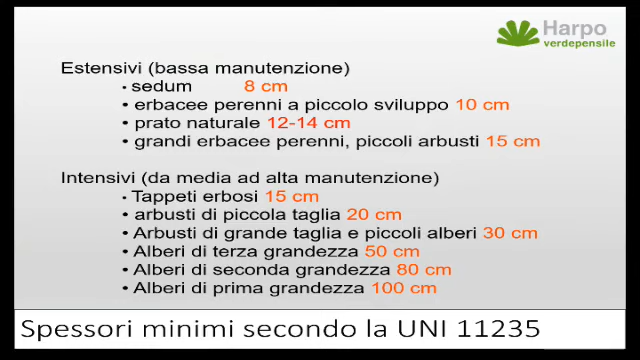 Harpo
verdepensile
Estensivi (bassa manutenzione)
• sedum 8 cm
• erbacee perenni a piccolo sviluppo 10 cm
• prato naturale 12-14 cm
• grandi erbacee perenni, piccoli arbusti 15 cm
Intensivi (da media ad alta manutenzione)
• Tappeti erbosi 15 cm
• arbusti di piccola taglia 20 cm
• Arbusti di grande taglia e piccoli alberi 30 cm
• Alberi di terza grandezza 50 cm
• Alberi di seconda grandezza 80 cm
• Alberi di prima grandezza 100 cm
Spessori minimi secondo la UNI 11235